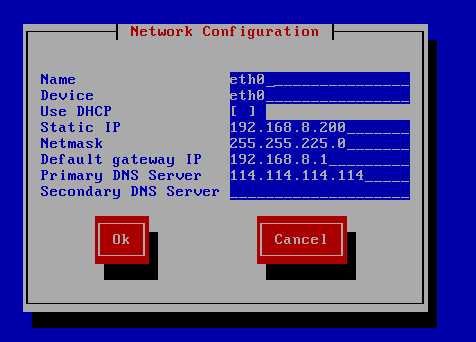 Network Configuration
Name eth0_______________
Device eth0________________
Use DHCP [ ]
Static IP 192.168.8.200_______
Netmask 255.255.225.0_______
Default gateway IP 192.168.8.1_________
Primary DNS Server 114.114.114.114_____
Secondary DNS Server ____________________
Ok Cancel